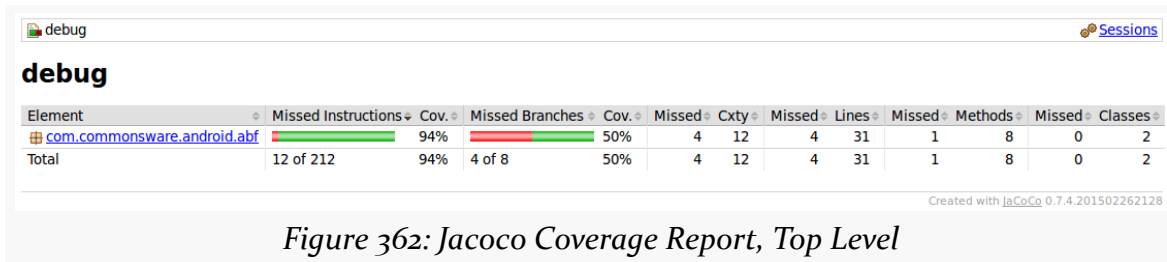 debug Sessions
debug
Element Missed Instructions Cov. Missed Branches Cov. Missed Cxty Missed Lines Missed Methods Missed Classes
com.commonsware.android.abf 94% 50% 4 12 4 31 1 8 0 2
Total 12 of 212 94% 4 of 8 50% 4 12 4 31 1 8 0 2
Created with JaCoCo 0.7.4.201502262128
Figure 362: Jacoco Coverage Report, Top Level